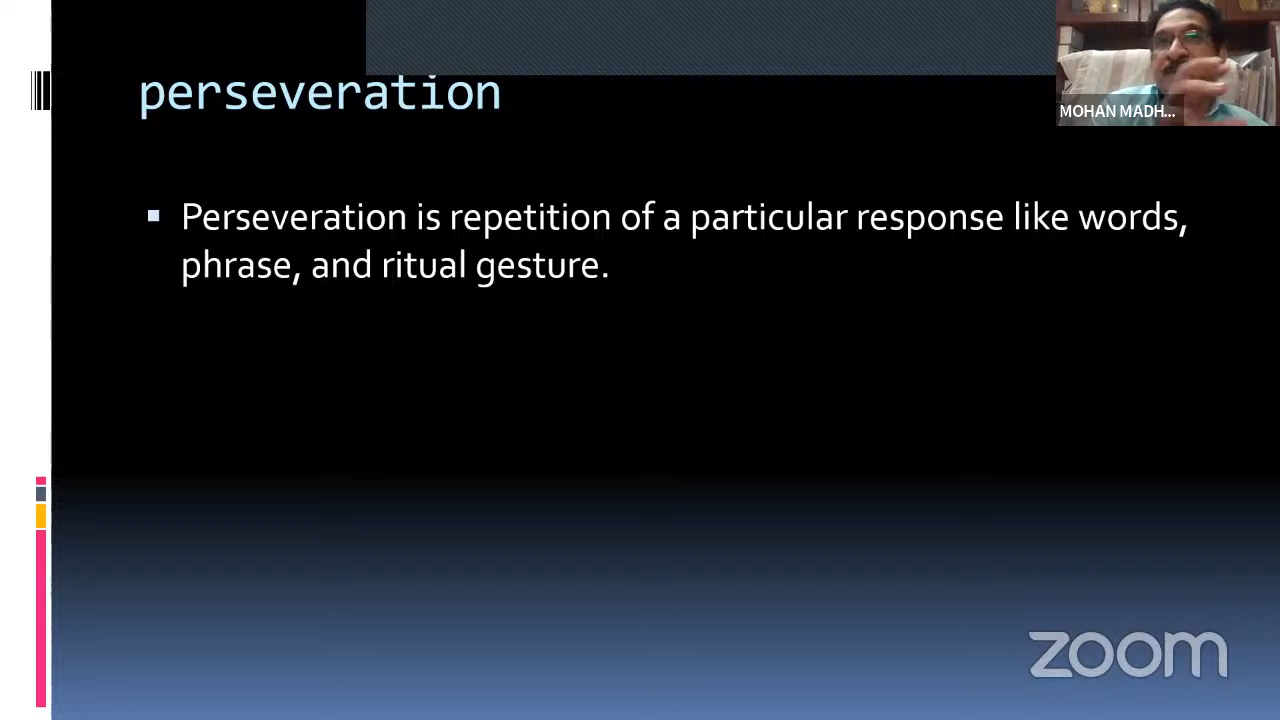 perseveration
MOHAN MADH...
Perseveration is repetition of a particular response like words,
phrase, and ritual gesture.
zoom